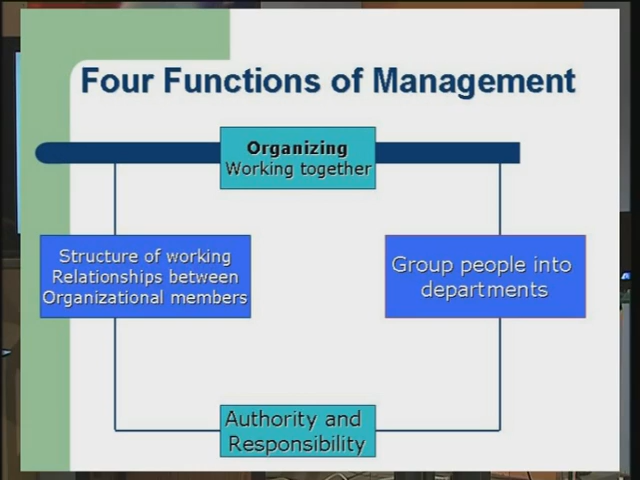 Four Functions of Management
Organizing
Working together
Structure of working
Relationships between
Organizational members
Group people into
departments
Authority and
Responsibility